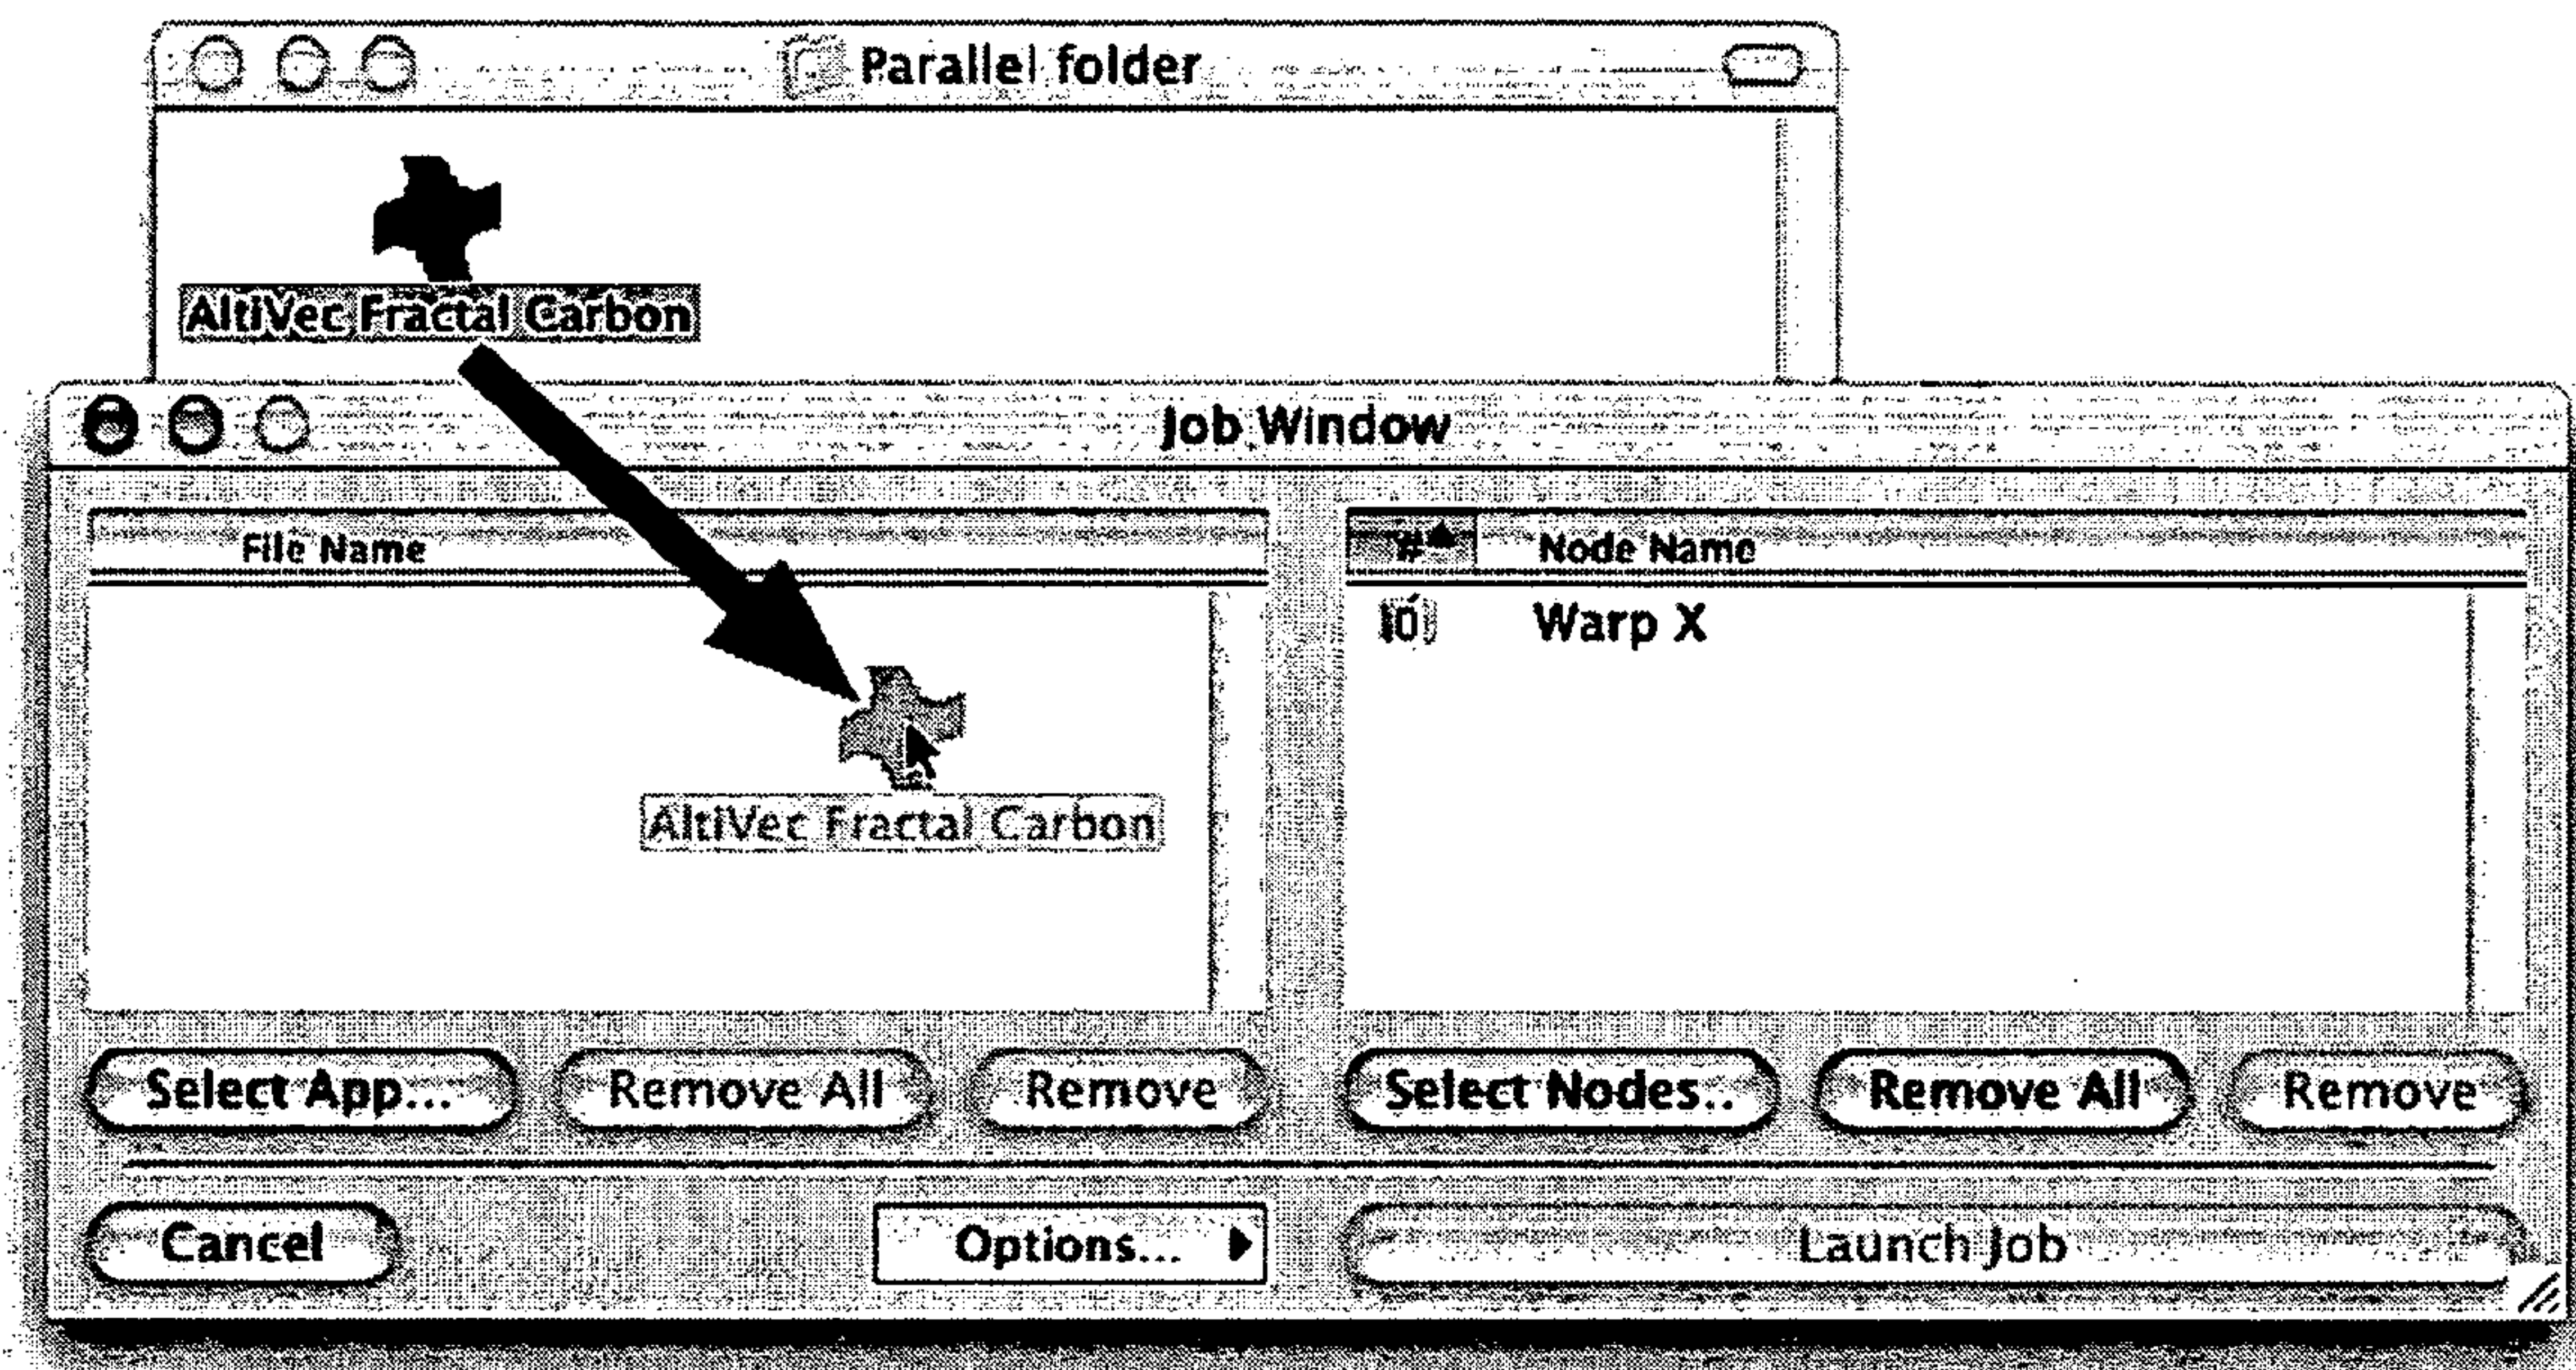 Parallel folder
AltiVec Fractal Carbon
Job Window
File Name
# Node Name
0 Warp X
AltiVec Fractal Carbon
Select App... Remove All Remove Select Nodes.. Remove All Remove
Cancel Options... Launch Job